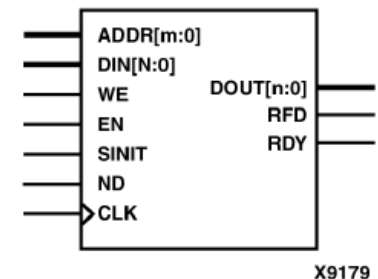 ADDR[m:0]
DIN[N:0]
WE
EN
SINIT
ND
CLK
DOUT[n:0]
RFD
RDY
X9179